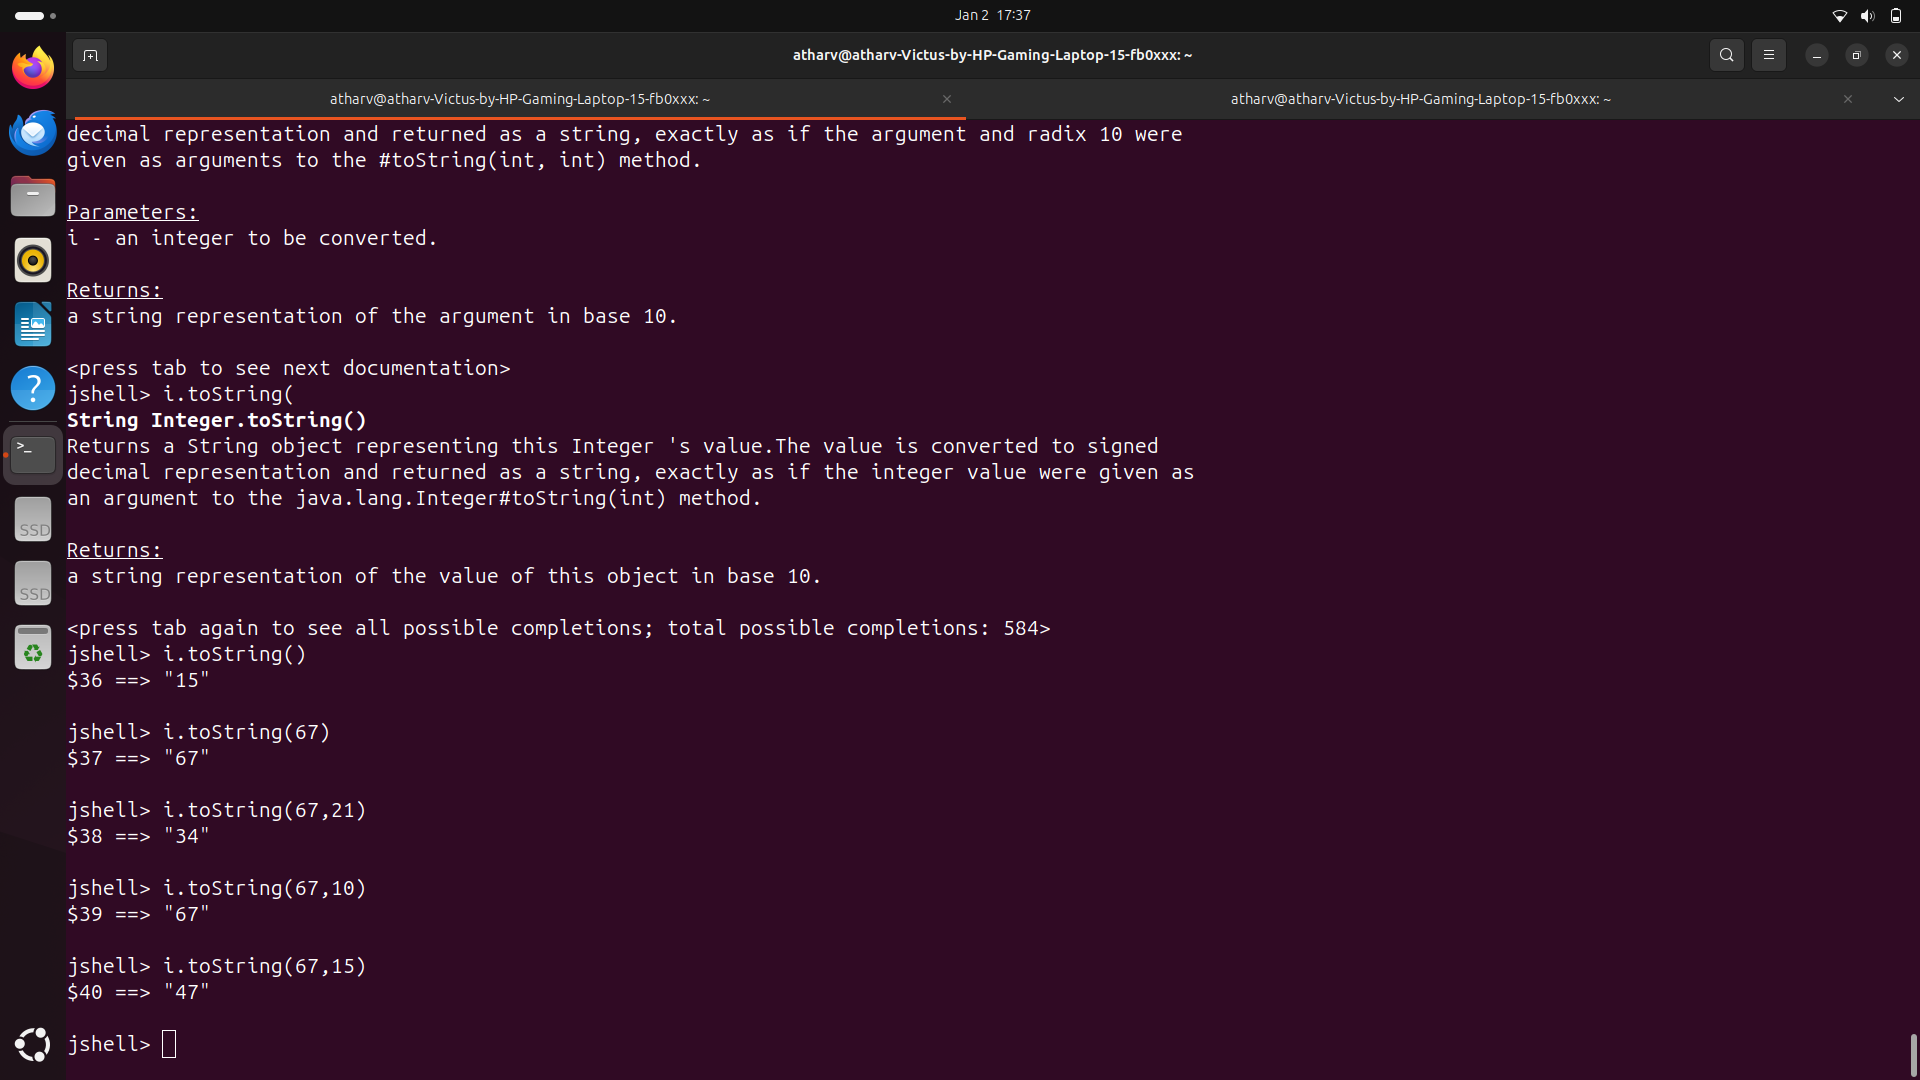 Jan 2 17:37
atharv@atharv-Victus-by-HP-Gaming-Laptop-15-fb0xxx: ~
atharv@atharv-Victus-by-HP-Gaming-Laptop-15-fb0xxx: ~
atharv@atharv-Victus-by-HP-Gaming-Laptop-15-fb0xxx: ~
decimal representation and returned as a string, exactly as if the argument and radix 10 were
given as arguments to the #toString(int, int) method.
Parameters:
i - an integer to be converted.
Returns:
a string representation of the argument in base 10.
<press tab to see next documentation>
jshell> i.toString(
String Integer.toString()
Returns a String object representing this Integer 's value.The value is converted to signed
decimal representation and returned as a string, exactly as if the integer value were given as
an argument to the java.lang.Integer#toString(int) method.
Returns:
a string representation of the value of this object in base 10.
<press tab again to see all possible completions; total possible completions: 584>
jshell> i.toString()
$36 ==> "15"
jshell> i.toString(67)
$37 ==> "67"
jshell> i.toString(67,21)
$38 ==> "34"
jshell> i.toString(67,10)
$39 ==> "67"
jshell> i.toString(67,15)
$40 ==> "47"
jshell>
?
>_
SSD
SSD